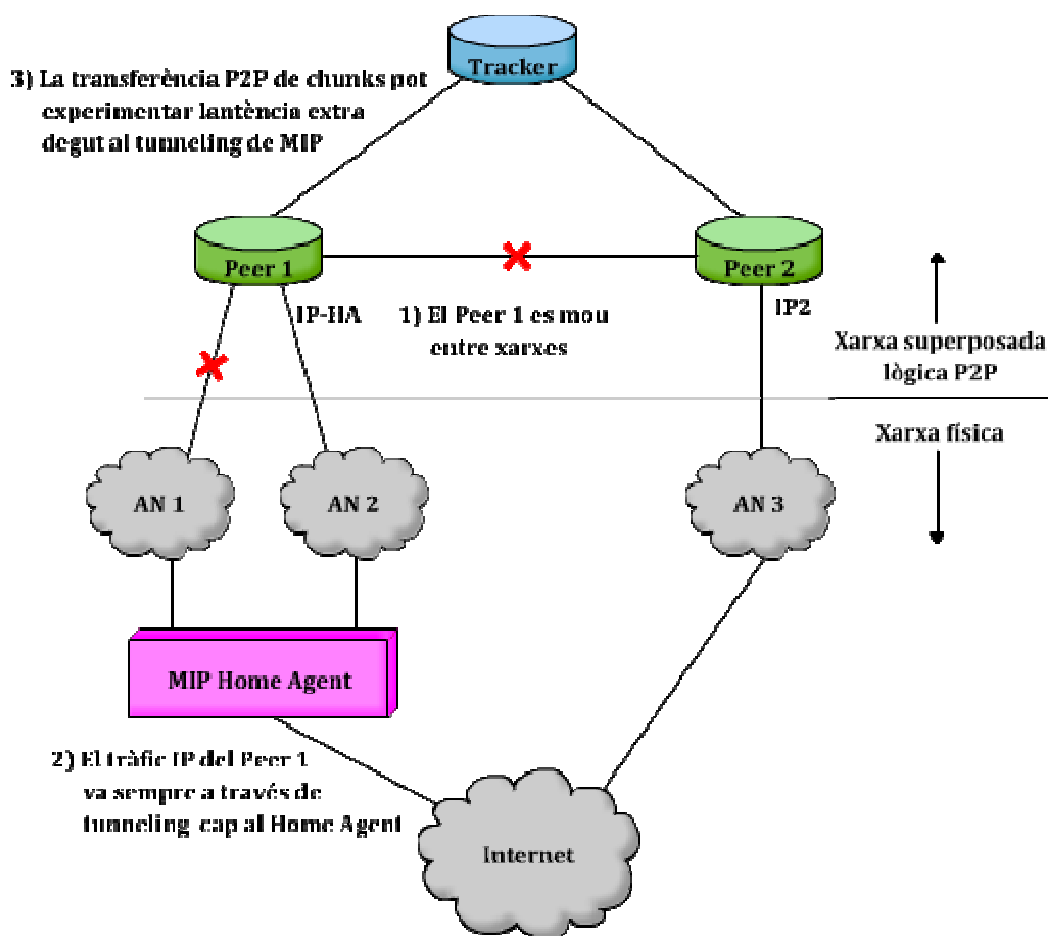 Tracker
3) La transferència P2P de chunks pot
experimentar lantència extra
degut al tunneling de MIP
Peer 1
Peer 2
IP-HA
IP2
1) El Peer 1 es mou
entre xarxes
Xarxa superposada
lògica P2P
Xarxa física
AN 1
AN 2
AN 3
MIP Home Agent
2) El tràfic IP del Peer 1
va sempre a través de
tunneling cap al Home Agent
Internet